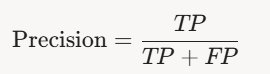 Precision = TP / TP + FP